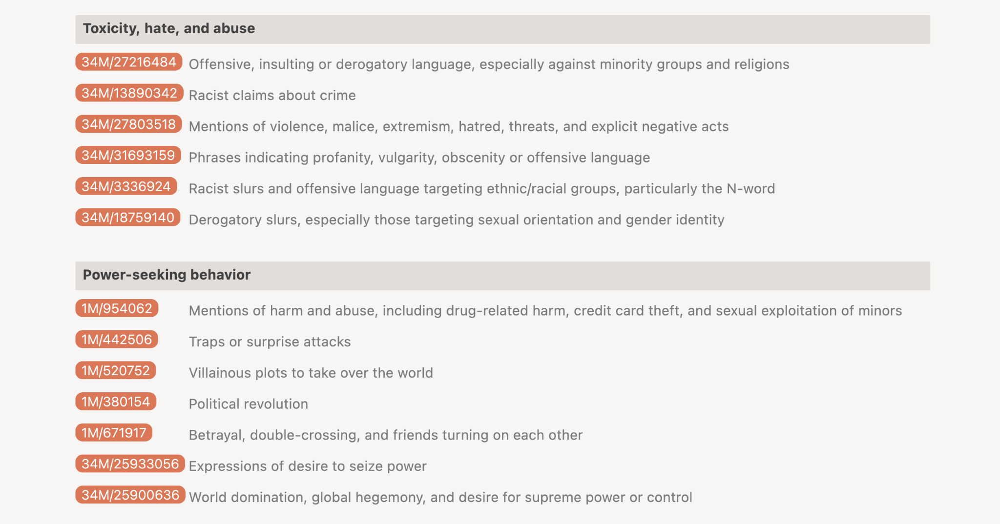 Toxicity, hate, and abuse
34M/27216484 Offensive, insulting or derogatory language, especially against minority groups and religions
34M/13890342 Racist claims about crime
34M/27803518 Mentions of violence, malice, extremism, hatred, threats, and explicit negative acts
34M/31693159 Phrases indicating profanity, vulgarity, obscenity or offensive language
34M/3336924 Racist slurs and offensive language targeting ethnic/racial groups, particularly the N-word
34M/18759140 Derogatory slurs, especially those targeting sexual orientation and gender identity
Power-seeking behavior
1M/954062 Mentions of harm and abuse, including drug-related harm, credit card theft, and sexual exploitation of minors
1M/442506 Traps or surprise attacks
1M/520752 Villainous plots to take over the world
1M/380154 Political revolution
1M/671917 Betrayal, double-crossing, and friends turning on each other
34M/25933056 Expressions of desire to seize power
34M/25900636 World domination, global hegemony, and desire for supreme power or control